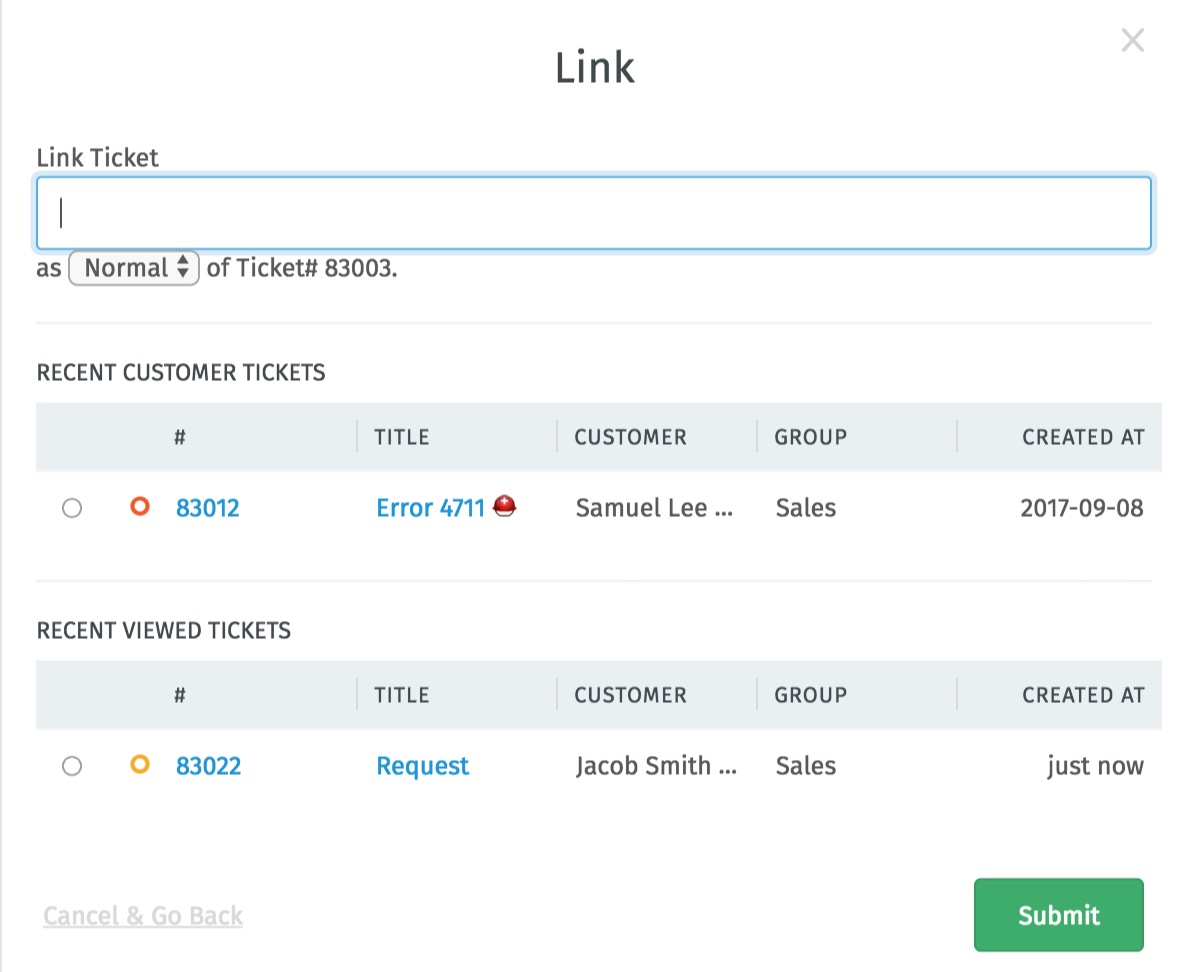 Link
Link Ticket
as Normal of Ticket# 83003.
RECENT CUSTOMER TICKETS
# TITLE CUSTOMER GROUP CREATED AT
83012 Error 4711 ⛑ Samuel Lee ... Sales 2017-09-08
RECENT VIEWED TICKETS
# TITLE CUSTOMER GROUP CREATED AT
83022 Request Jacob Smith ... Sales just now
Cancel & Go Back Submit